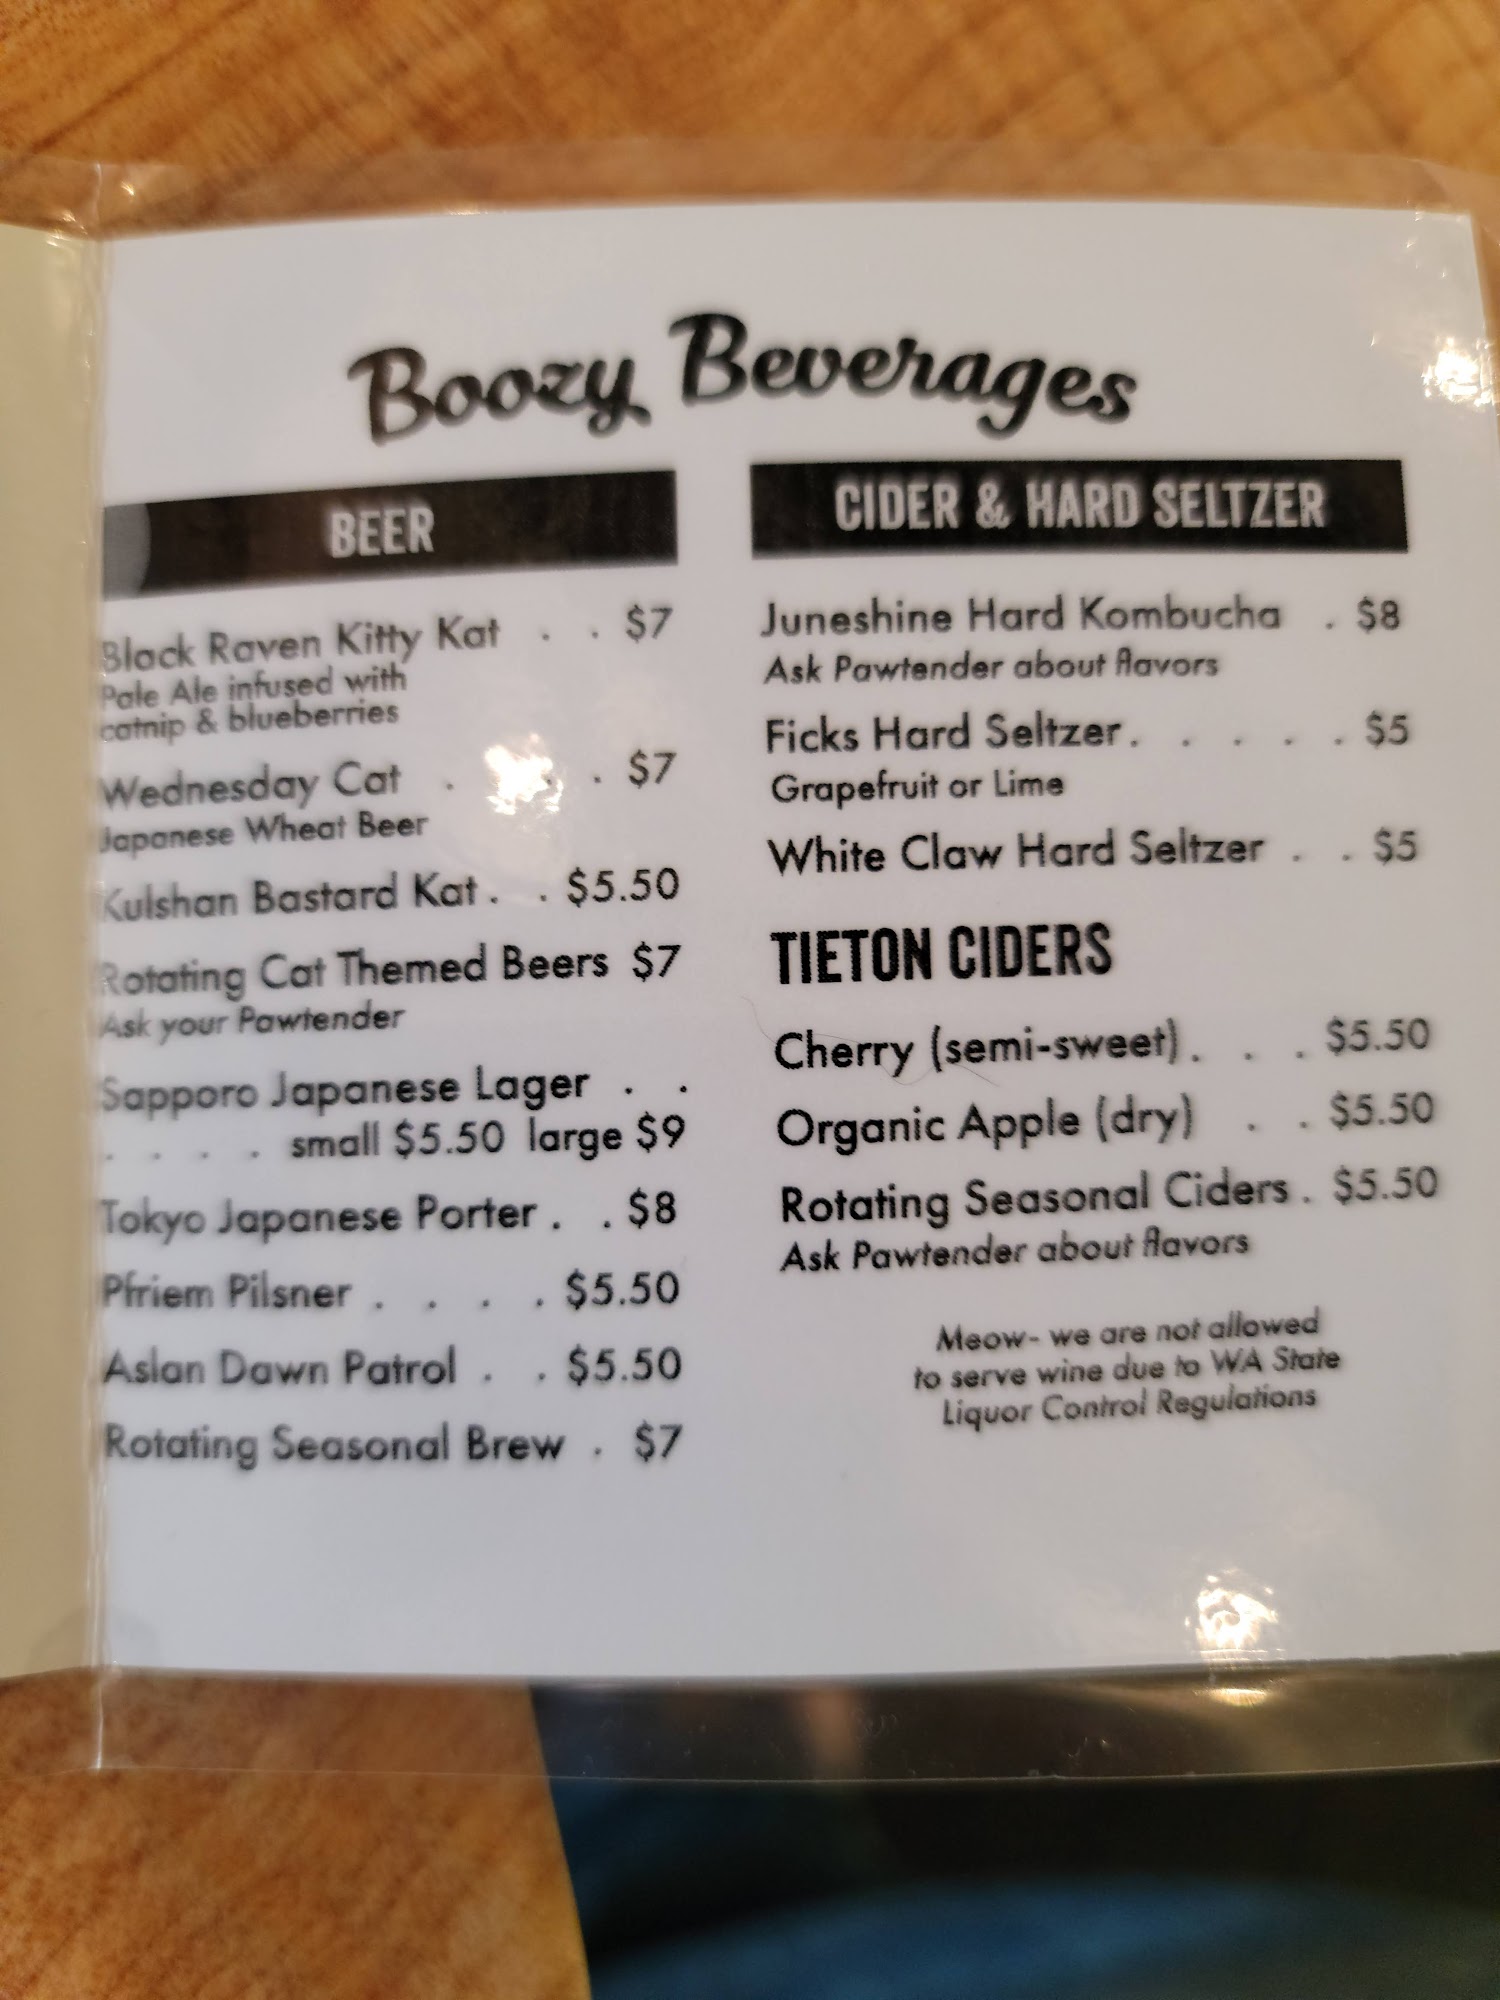 Boozy Beverages
BEER
Black Raven Kitty Kat . . $7
Pale Ale infused with
catnip & blueberries
Wednesday Cat . . . $7
Japanese Wheat Beer
Kulshan Bastard Kat . . $5.50
Rotating Cat Themed Beers $7
Ask your Pawtender
Sapporo Japanese Lager . .
. . . . small $5.50 large $9
Tokyo Japanese Porter . . $8
Pfriem Pilsner . . . . $5.50
Aslan Dawn Patrol . . $5.50
Rotating Seasonal Brew . $7
CIDER & HARD SELTZER
Juneshine Hard Kombucha . $8
Ask Pawtender about flavors
Ficks Hard Seltzer . . . . . $5
Grapefruit or Lime
White Claw Hard Seltzer . . $5
TIETON CIDERS
Cherry (semi-sweet) . . . $5.50
Organic Apple (dry) . . $5.50
Rotating Seasonal Ciders . $5.50
Ask Pawtender about flavors
Meow- we are not allowed
to serve wine due to WA State
Liquor Control Regulations